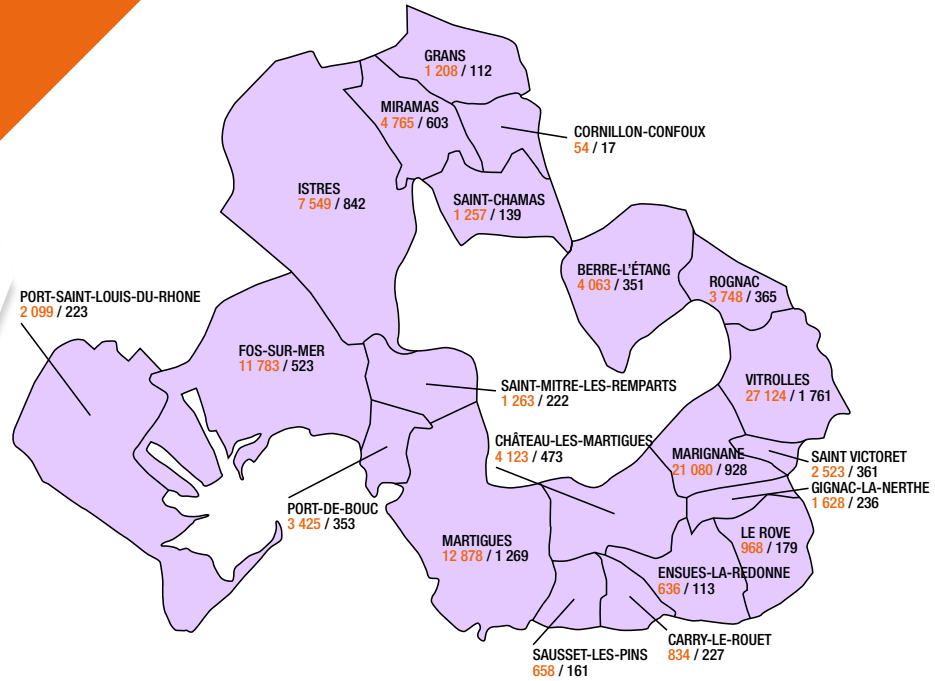 GRANS
1 208 / 112
MIRAMAS
4 765 / 603
CORNILLON-CONFOUX
54 / 17
ISTRES
7 549 / 842
SAINT-CHAMAS
1 257 / 139
BERRE-L'ÉTANG
4 063 / 351
ROGNAC
3 748 / 365
PORT-SAINT-LOUIS-DU-RHONE
2 099 / 223
FOS-SUR-MER
11 783 / 523
SAINT-MITRE-LES-REMPARTS
1 263 / 222
VITROLLES
27 124 / 1 761
CHÂTEAU-LES-MARTIGUES
4 123 / 473
MARIGNANE
21 080 / 928
SAINT VICTORET
2 523 / 361
GIGNAC-LA-NERTHE
1 628 / 236
PORT-DE-BOUC
3 425 / 353
MARTIGUES
12 878 / 1 269
LE ROVE
968 / 179
ENSUES-LA-REDONNE
636 / 113
CARRY-LE-ROUET
834 / 227
SAUSSET-LES-PINS
658 / 161